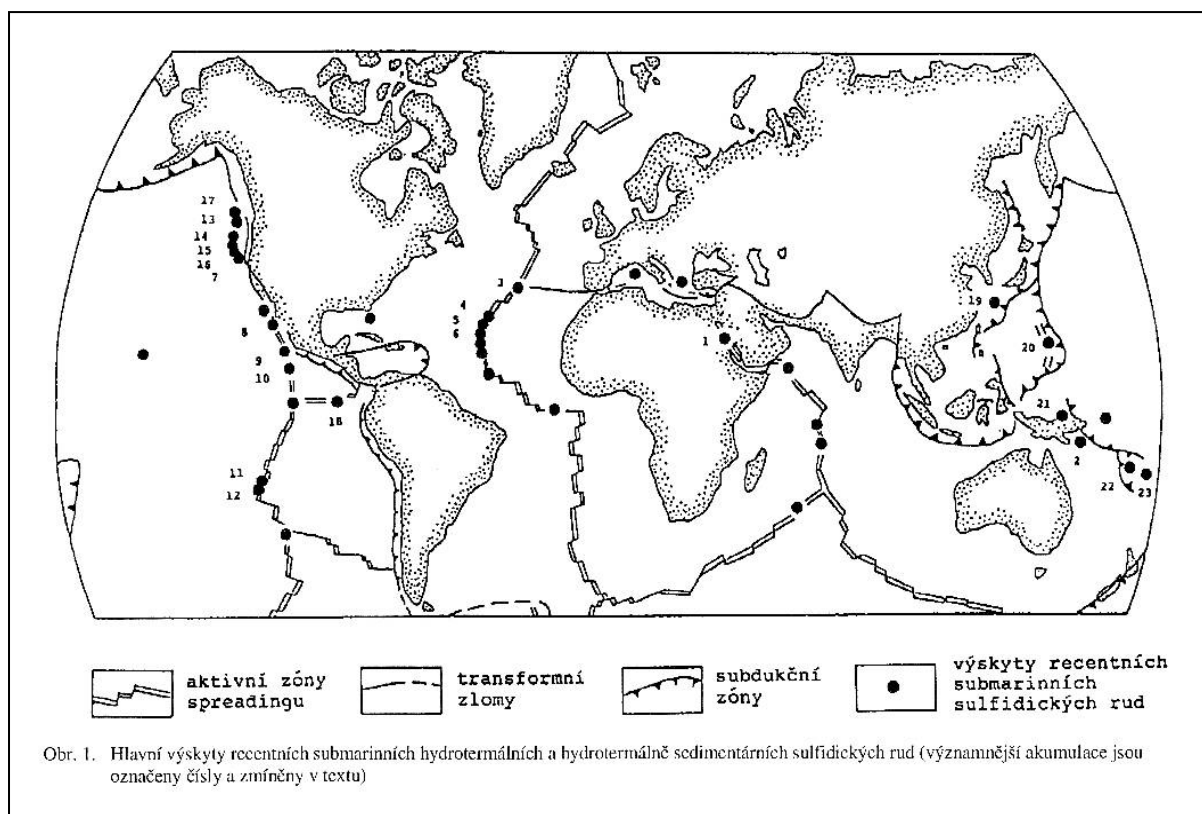 17
13
14
15
16
7
8
9
10
18
11
12
3
4
5
6
1
19
20
21
2
22
23
aktivní zóny
spreadingu
transformní
zlomy
subdukční
zóny
výskyty recentních
submarinních
sulfidických rud
Obr. 1. Hlavní výskyty recentních submarinních hydrotermálních a hydrotermálně sedimentárních sulfidických rud (významnější akumulace jsou
označeny čísly a zmíněny v textu)